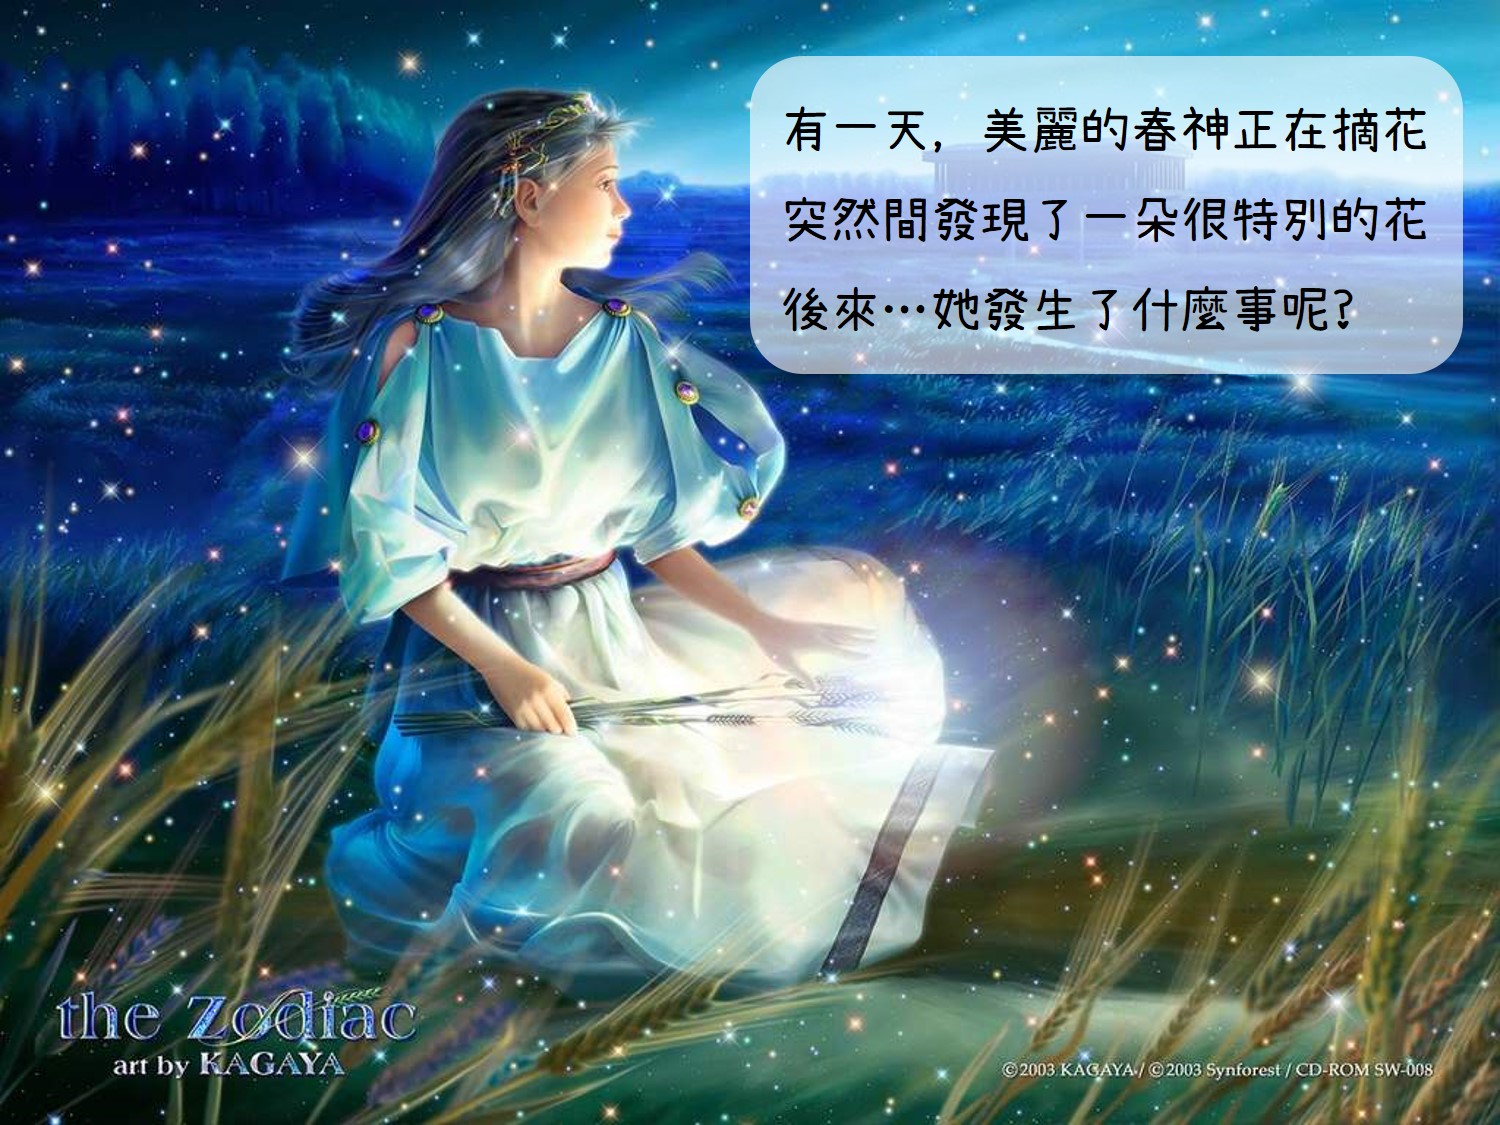 有一天，美麗的春神正在摘花
突然間發現了一朵很特別的花
後來…她發生了什麼事呢?
the Zodiac
art by KAGAYA
©2003 KAGAYA / ©2003 Synforest / CD-ROM SW-008